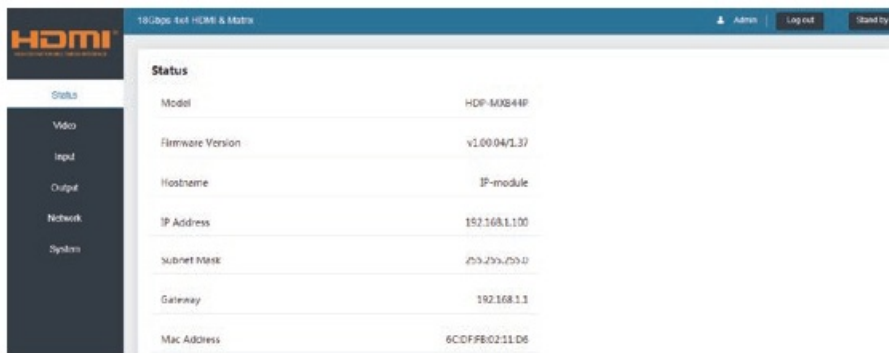 18Gbps 4x4 HDMI & Matrix
Admin
Log out
Stand by
HDMI
Status
Video
Input
Output
Network
System
Status
Model HDP-MXB44P
Firmware Version v1.00.04/1.37
Hostname IP-module
IP Address 192.168.1.100
Subnet Mask 255.255.255.0
Gateway 192.168.1.1
Mac Address 6C:DF:FB:02:11:D6